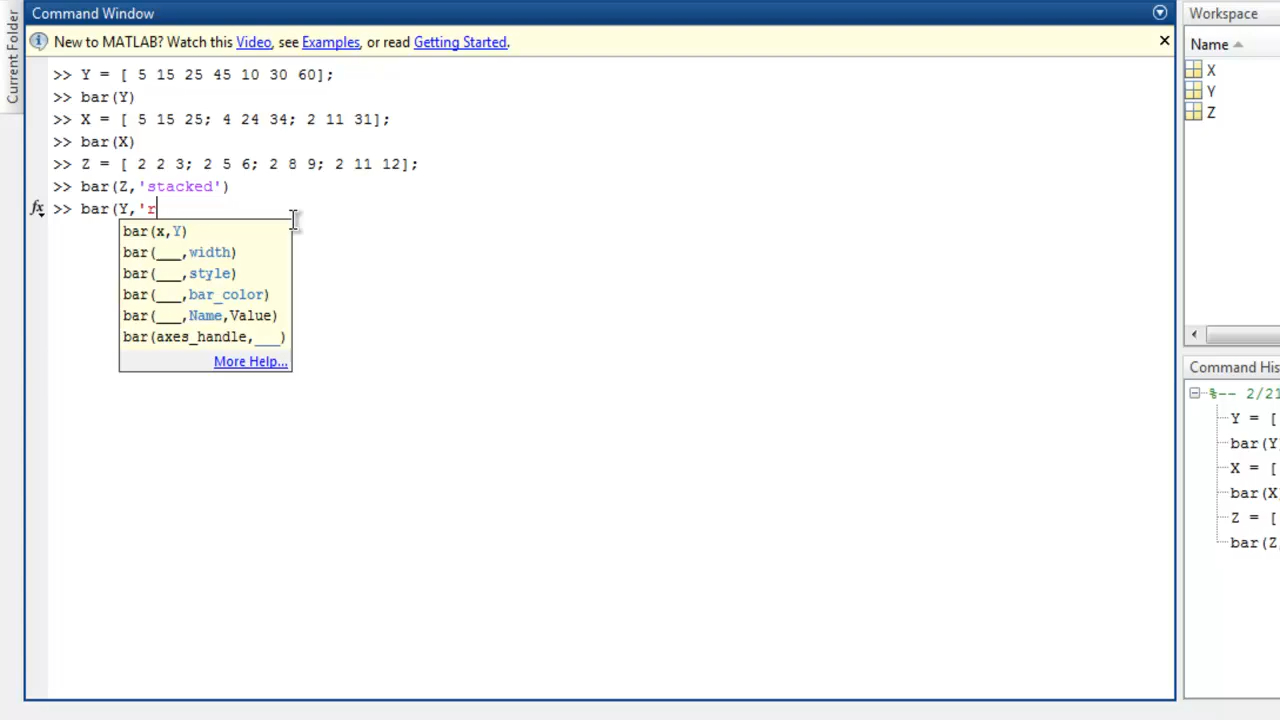 Current Folder
Command Window
New to MATLAB? Watch this Video, see Examples, or read Getting Started.
>> Y = [ 5 15 25 45 10 30 60];
>> bar(Y)
>> X = [ 5 15 25; 4 24 34; 2 11 31];
>> bar(X)
>> Z = [ 2 2 3; 2 5 6; 2 8 9; 2 11 12];
>> bar(Z,'stacked')
fx >> bar(Y,'r
bar(x,Y)
bar(___,width)
bar(___,style)
bar(___,bar_color)
bar(___,Name,Value)
bar(axes_handle,___)
More Help...
Workspace
Name
X
Y
Z
Command His
%-- 2/21
Y = [
bar(Y
X = [
bar(X
Z = [
bar(Z